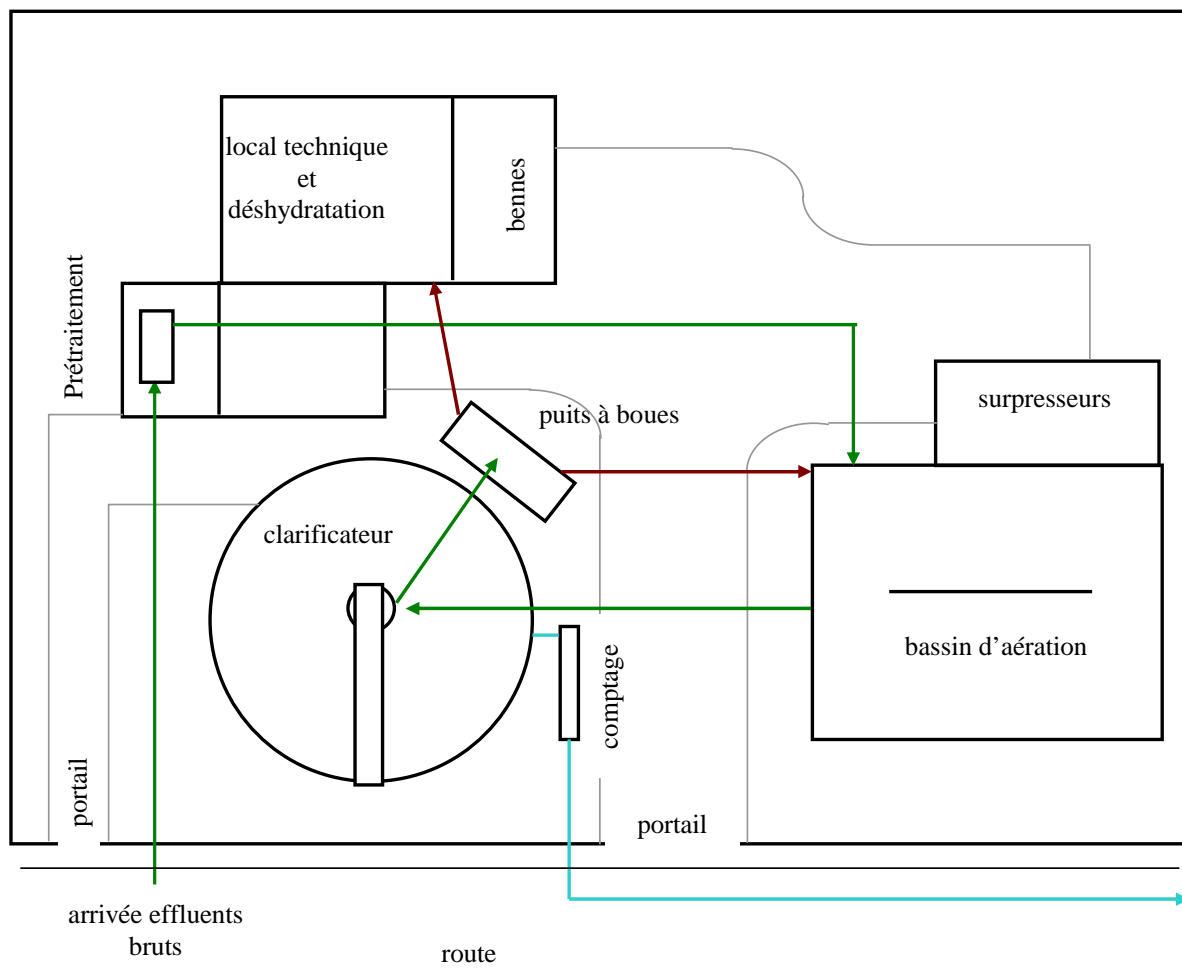 local technique
et
déshydratation
bennes
Prétraitement
surpresseurs
puits à boues
clarificateur
bassin d’aération
comptage
portail
portail
arrivée effluents
bruts
route